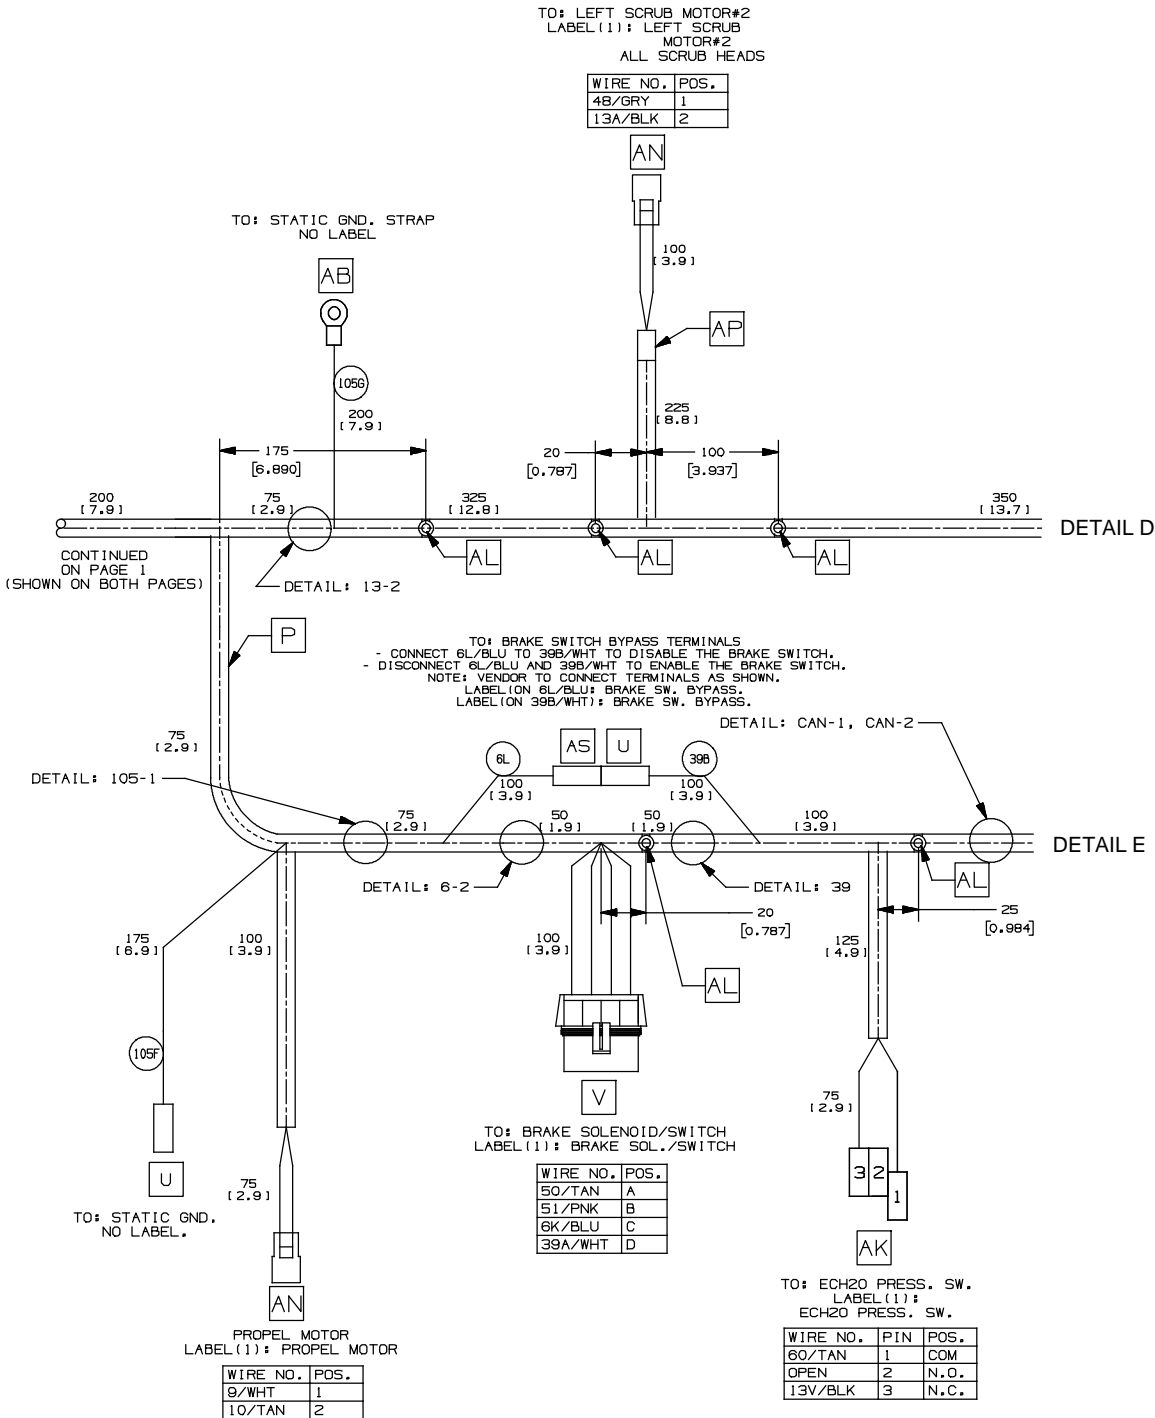 TO: LEFT SCRUB MOTOR#2
LABEL(1): LEFT SCRUB
MOTOR#2
ALL SCRUB HEADS
WIRE NO. POS.
48/GRY 1
13A/BLK 2
AN
100
[3.9]
TO: STATIC GND. STRAP
NO LABEL
AB
AP
105G
200
[7.9]
225
[8.8]
175
[6.890]
20
[0.787]
100
[3.937]
200
[7.9]
75
[2.9]
325
[12.8]
350
[13.7]
DETAIL D
CONTINUED
ON PAGE 1
(SHOWN ON BOTH PAGES)
AL
AL
AL
DETAIL: 13-2
P
TO: BRAKE SWITCH BYPASS TERMINALS
- CONNECT 6L/BLU TO 39B/WHT TO DISABLE THE BRAKE SWITCH.
- DISCONNECT 6L/BLU AND 39B/WHT TO ENABLE THE BRAKE SWITCH.
NOTE: VENDOR TO CONNECT TERMINALS AS SHOWN.
LABEL(ON 6L/BLU: BRAKE SW. BYPASS.
LABEL(ON 39B/WHT): BRAKE SW. BYPASS.
DETAIL: CAN-1, CAN-2
75
[2.9]
6L
AS
U
39B
DETAIL: 105-1
100
[3.9]
100
[3.9]
75
[2.9]
50
[1.9]
50
[1.9]
100
[3.9]
DETAIL E
DETAIL: 6-2
DETAIL: 39
AL
20
[0.787]
25
[0.984]
175
[6.9]
100
[3.9]
100
[3.9]
125
[4.9]
AL
105F
V
75
[2.9]
TO: BRAKE SOLENOID/SWITCH
LABEL(1): BRAKE SOL./SWITCH
WIRE NO. POS.
50/TAN A
51/PNK B
6K/BLU C
39A/WHT D
3 2
1
U
75
[2.9]
TO: STATIC GND.
NO LABEL.
AK
TO: ECH20 PRESS. SW.
LABEL(1):
ECH20 PRESS. SW.
WIRE NO. PIN POS.
60/TAN 1 COM
OPEN 2 N.O.
13V/BLK 3 N.C.
AN
PROPEL MOTOR
LABEL(1): PROPEL MOTOR
WIRE NO. POS.
9/WHT 1
10/TAN 2